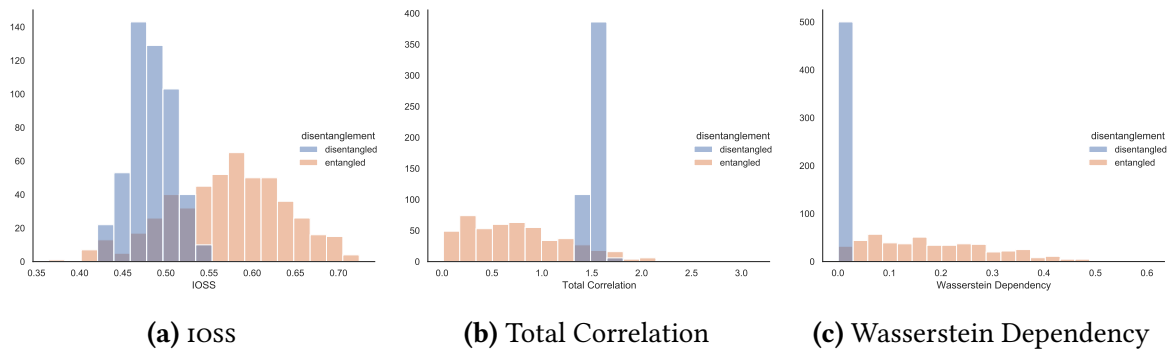 140
120
100
80
60
40
20
0
0.35 0.40 0.45 0.50 0.55 0.60 0.65 0.70
IOSS
disentanglement
disentangled
entangled
(a) IOSS
400
350
300
250
200
150
100
50
0
0.0 0.5 1.0 1.5 2.0 2.5 3.0
Total Correlation
disentanglement
disentangled
entangled
(b) Total Correlation
500
400
300
200
100
0
0.0 0.1 0.2 0.3 0.4 0.5 0.6
Wasserstein Dependency
disentanglement
disentangled
entangled
(c) Wasserstein Dependency